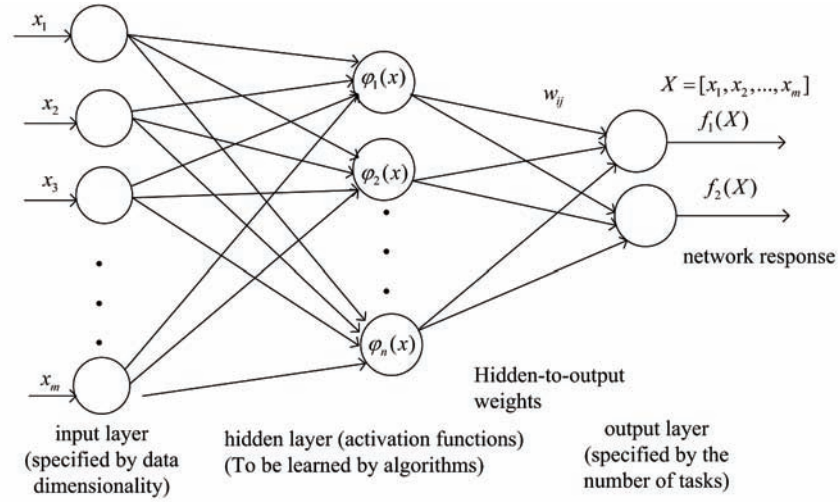 x₁
x₂
x₃
xₘ
φ₁(x)
φ₂(x)
φₙ(x)
wᵢⱼ
X = [x₁, x₂, ..., xₘ]
f₁(X)
f₂(X)
network response
Hidden-to-output
weights
input layer
(specified by data
dimensionality)
hidden layer (activation functions)
(To be learned by algorithms)
output layer
(specified by the
number of tasks)